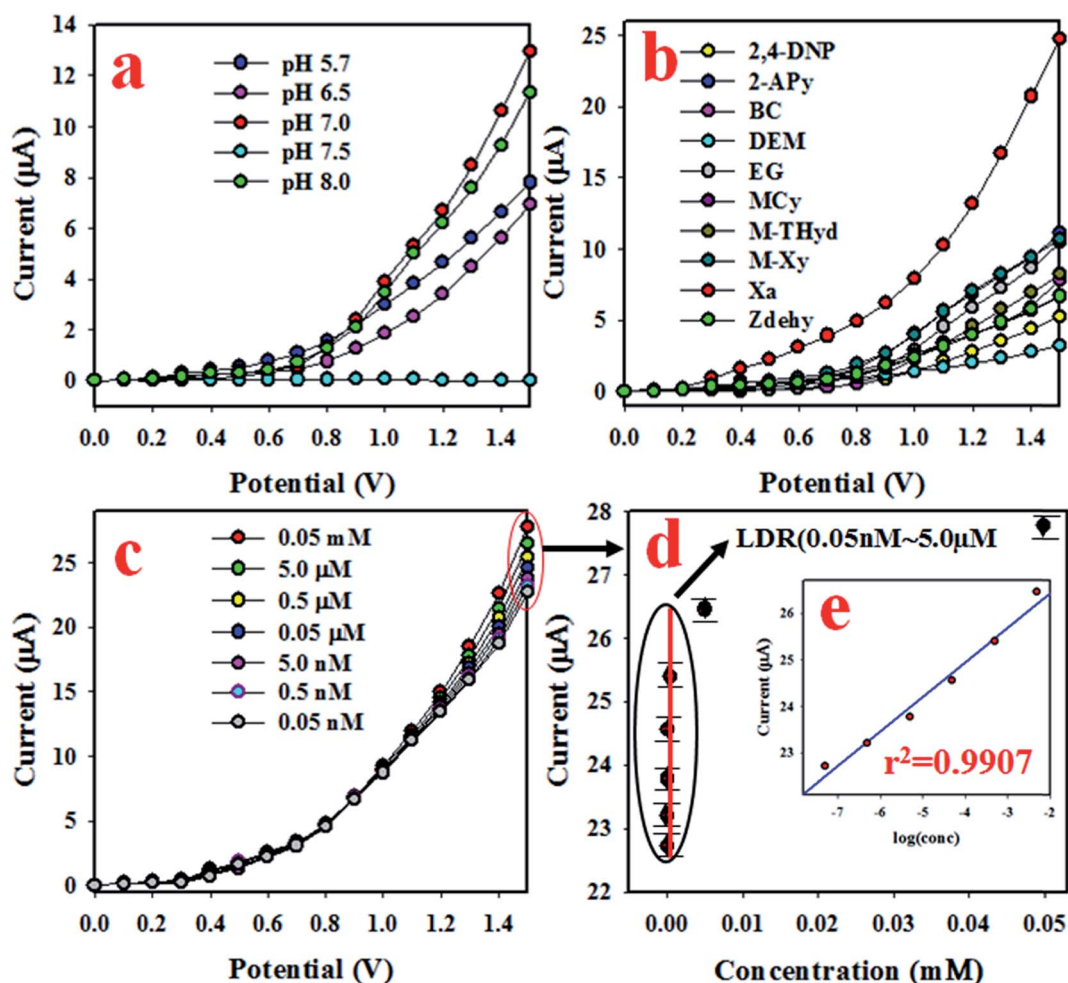 a
14
12
10
8
6
4
2
0
Current (µA)
pH 5.7
pH 6.5
pH 7.0
pH 7.5
pH 8.0
0.0 0.2 0.4 0.6 0.8 1.0 1.2 1.4
Potential (V)
b
25
20
15
10
5
0
Current (µA)
2,4-DNP
2-APy
BC
DEM
EG
MCy
M-THyd
M-Xy
Xa
Zdehy
0.0 0.2 0.4 0.6 0.8 1.0 1.2 1.4
Potential (V)
c
25
20
15
10
5
0
Current (µA)
0.05 mM
5.0 µM
0.5 µM
0.05 µM
5.0 nM
0.5 nM
0.05 nM
0.0 0.2 0.4 0.6 0.8 1.0 1.2 1.4
Potential (V)
d
28
27
26
25
24
23
22
Current (µA)
LDR(0.05nM~5.0µM
0.00 0.01 0.02 0.02 0.03 0.04 0.05
Concentration (mM)
e
26
25
24
23
Current (µA)
r²=0.9907
-7 -6 -5 -4 -3 -2
log(conc)